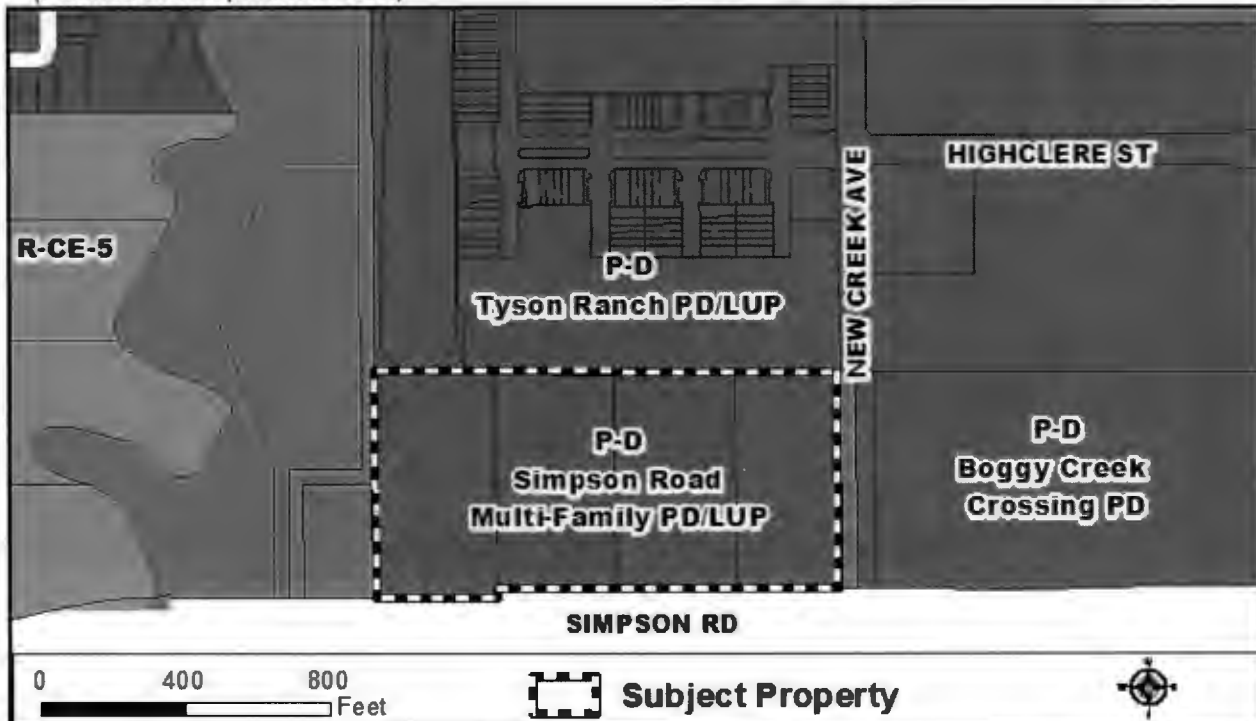 HIGHCLERE ST
NEW CREEK AVE
R-CE-5
P-D
Tyson Ranch PD/LUP
P-D
Simpson Road
Multi-Family PD/LUP
P-D
Boggy Creek
Crossing PD
SIMPSON RD
0 400 800
Feet
Subject Property